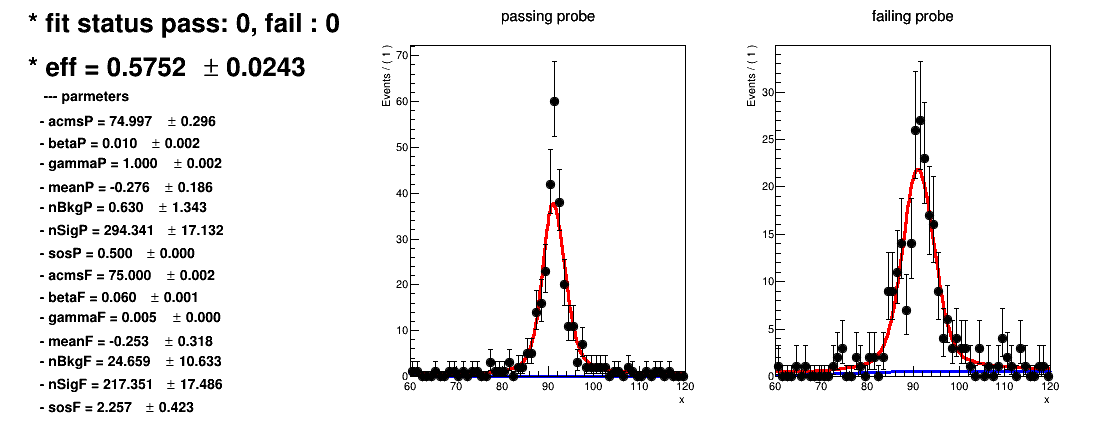 * fit status pass: 0, fail : 0
* eff = 0.5752 ± 0.0243
--- parmeters
- acmsP = 74.997 ± 0.296
- betaP = 0.010 ± 0.002
- gammaP = 1.000 ± 0.002
- meanP = -0.276 ± 0.186
- nBkgP = 0.630 ± 1.343
- nSigP = 294.341 ± 17.132
- sosP = 0.500 ± 0.000
- acmsF = 75.000 ± 0.002
- betaF = 0.060 ± 0.001
- gammaF = 0.005 ± 0.000
- meanF = -0.253 ± 0.318
- nBkgF = 24.659 ± 10.633
- nSigF = 217.351 ± 17.486
- sosF = 2.257 ± 0.423
passing probe
Events / ( 1 )
70
60
50
40
30
20
10
0
60 70 80 90 100 110 120
x
failing probe
Events / ( 1 )
30
25
20
15
10
5
0
60 70 80 90 100 110 120
x